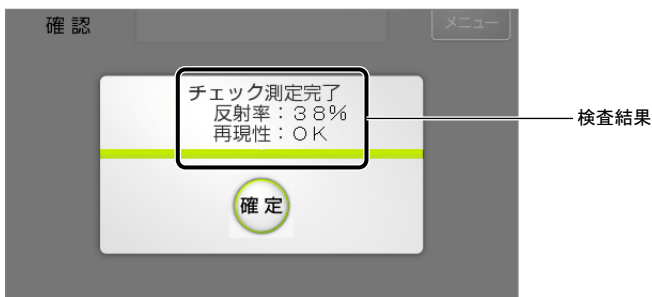 確認
メニュー
チェック測定完了
反射率：３８％
再現性：ＯＫ
検査結果
確定